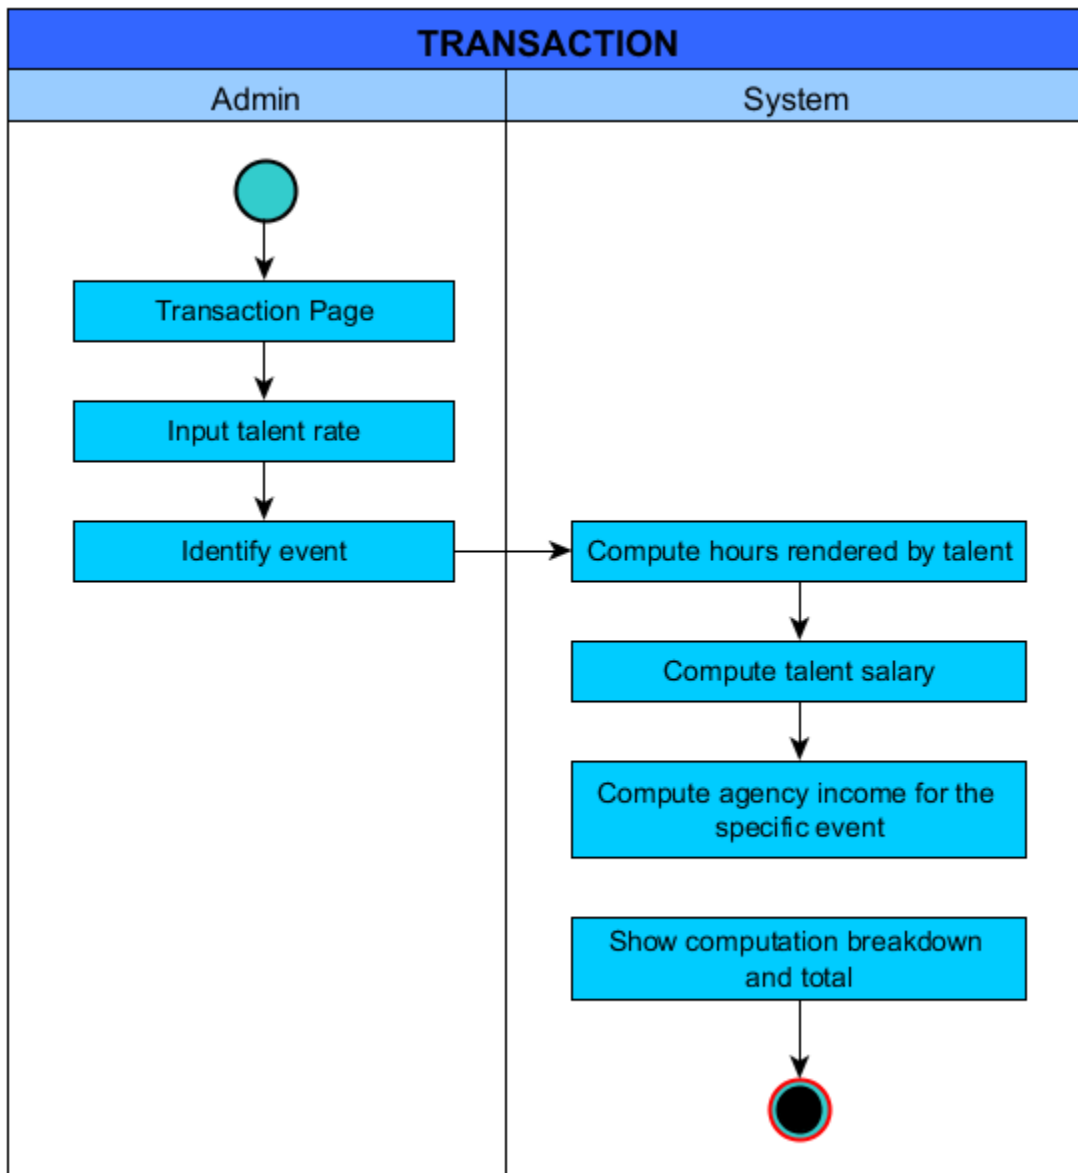 TRANSACTION
Admin
System
Transaction Page
Input talent rate
Identify event
Compute hours rendered by talent
Compute talent salary
Compute agency income for the
specific event
Show computation breakdown
and total